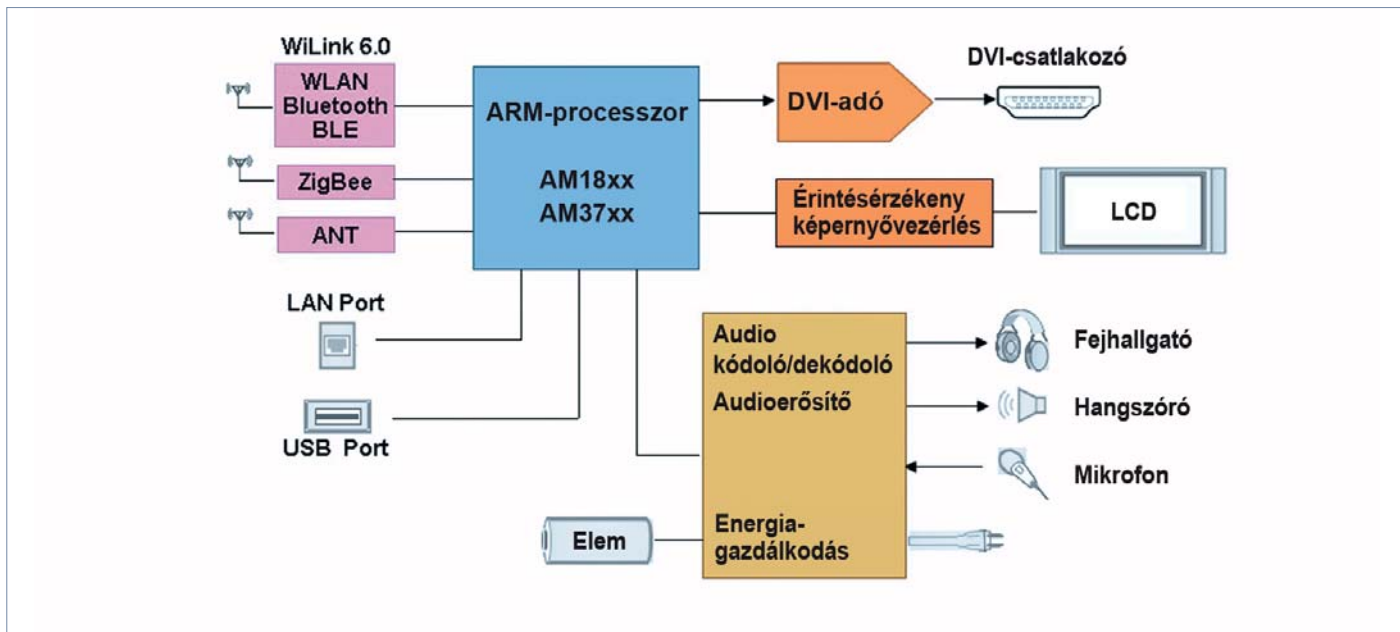 WiLink 6.0
WLAN
Bluetooth
BLE
ZigBee
ANT
ARM-processzor
AM18xx
AM37xx
DVI-adó
DVI-csatlakozó
Érintésérzékeny
képernyővezérlés
LCD
LAN Port
USB Port
Audio
kódoló/dekódoló
Audioerősítő
Energia-
gazdálkodás
Fejhallgató
Hangszóró
Mikrofon
Elem